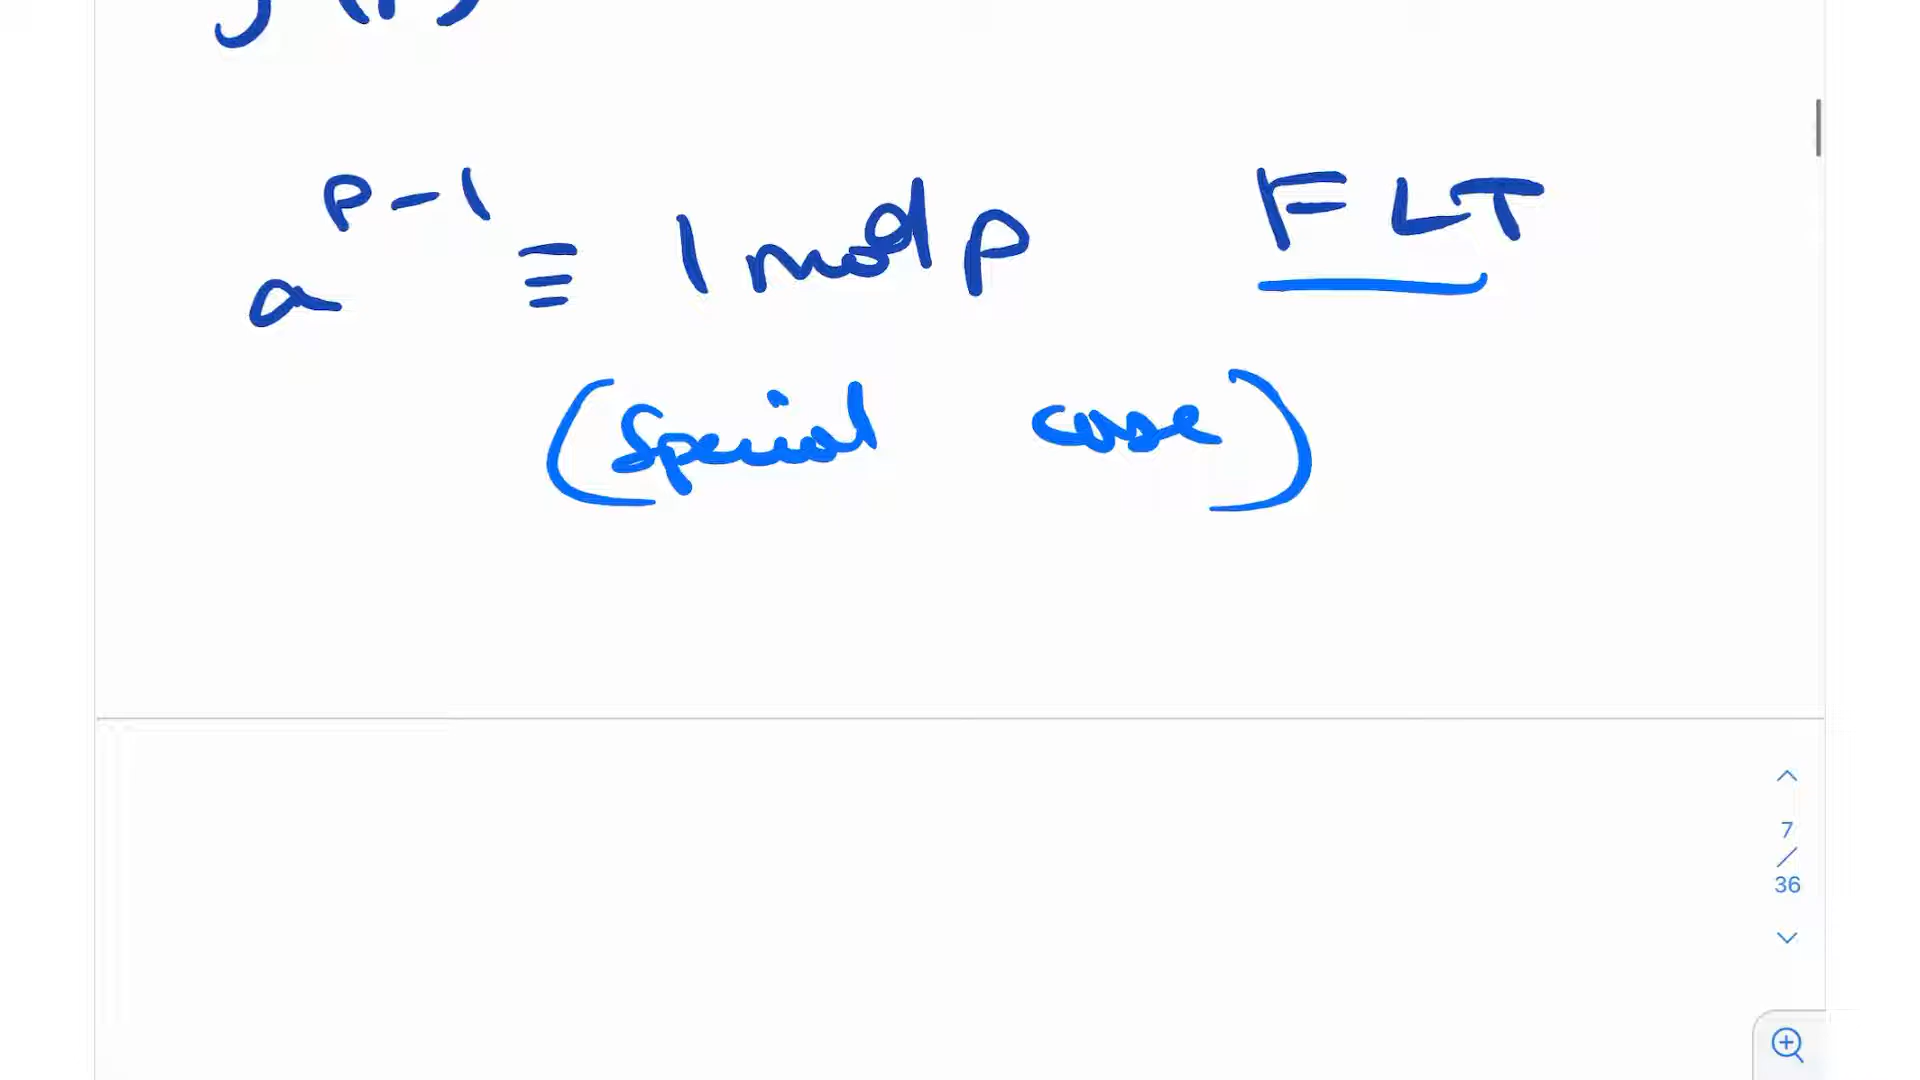 a^{p-1} ≡ 1 mod p FLT
(special case)
7
/
36